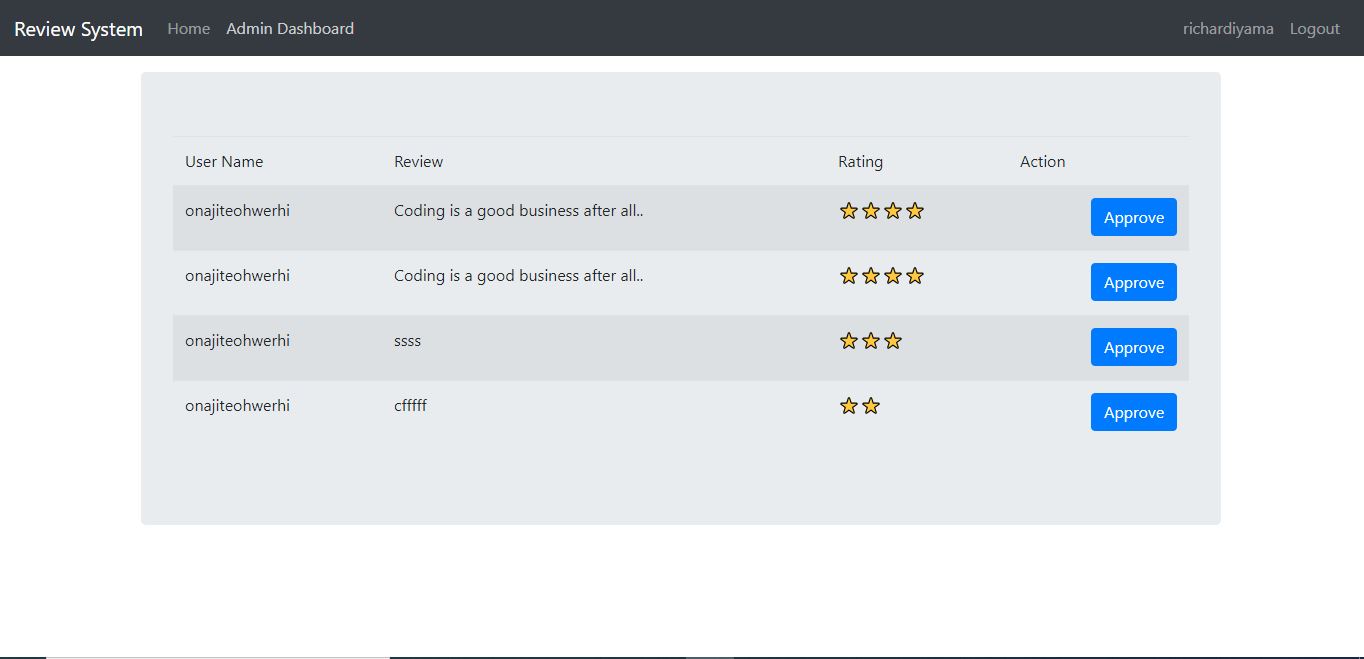 Review System Home Admin Dashboard richardiyama Logout
User Name Review Rating Action
onajiteohwerhi Coding is a good business after all.. Approve
onajiteohwerhi Coding is a good business after all.. Approve
onajiteohwerhi ssss Approve
onajiteohwerhi cfffff Approve